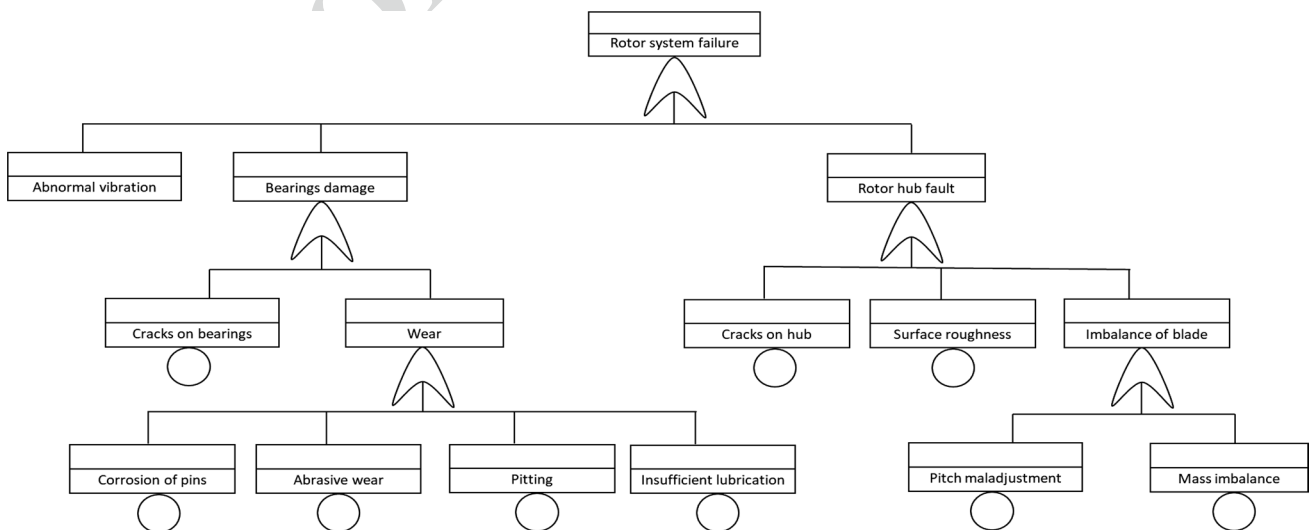 Rotor system failure
Abnormal vibration
Bearings damage
Rotor hub fault
Cracks on bearings
Wear
Cracks on hub
Surface roughness
Imbalance of blade
Corrosion of pins
Abrasive wear
Pitting
Insufficient lubrication
Pitch maladjustment
Mass imbalance